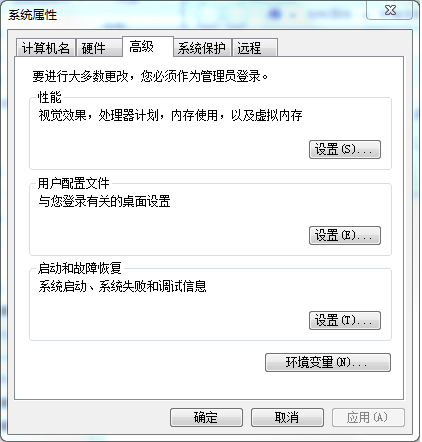 系统属性
计算机名
硬件
高级
系统保护
远程
要进行大多数更改，您必须作为管理员登录。
性能
视觉效果，处理器计划，内存使用，以及虚拟内存
设置(S)...
用户配置文件
与您登录有关的桌面设置
设置(E)...
启动和故障恢复
系统启动、系统失败和调试信息
设置(T)...
环境变量(N)...
确定
取消
应用(A)